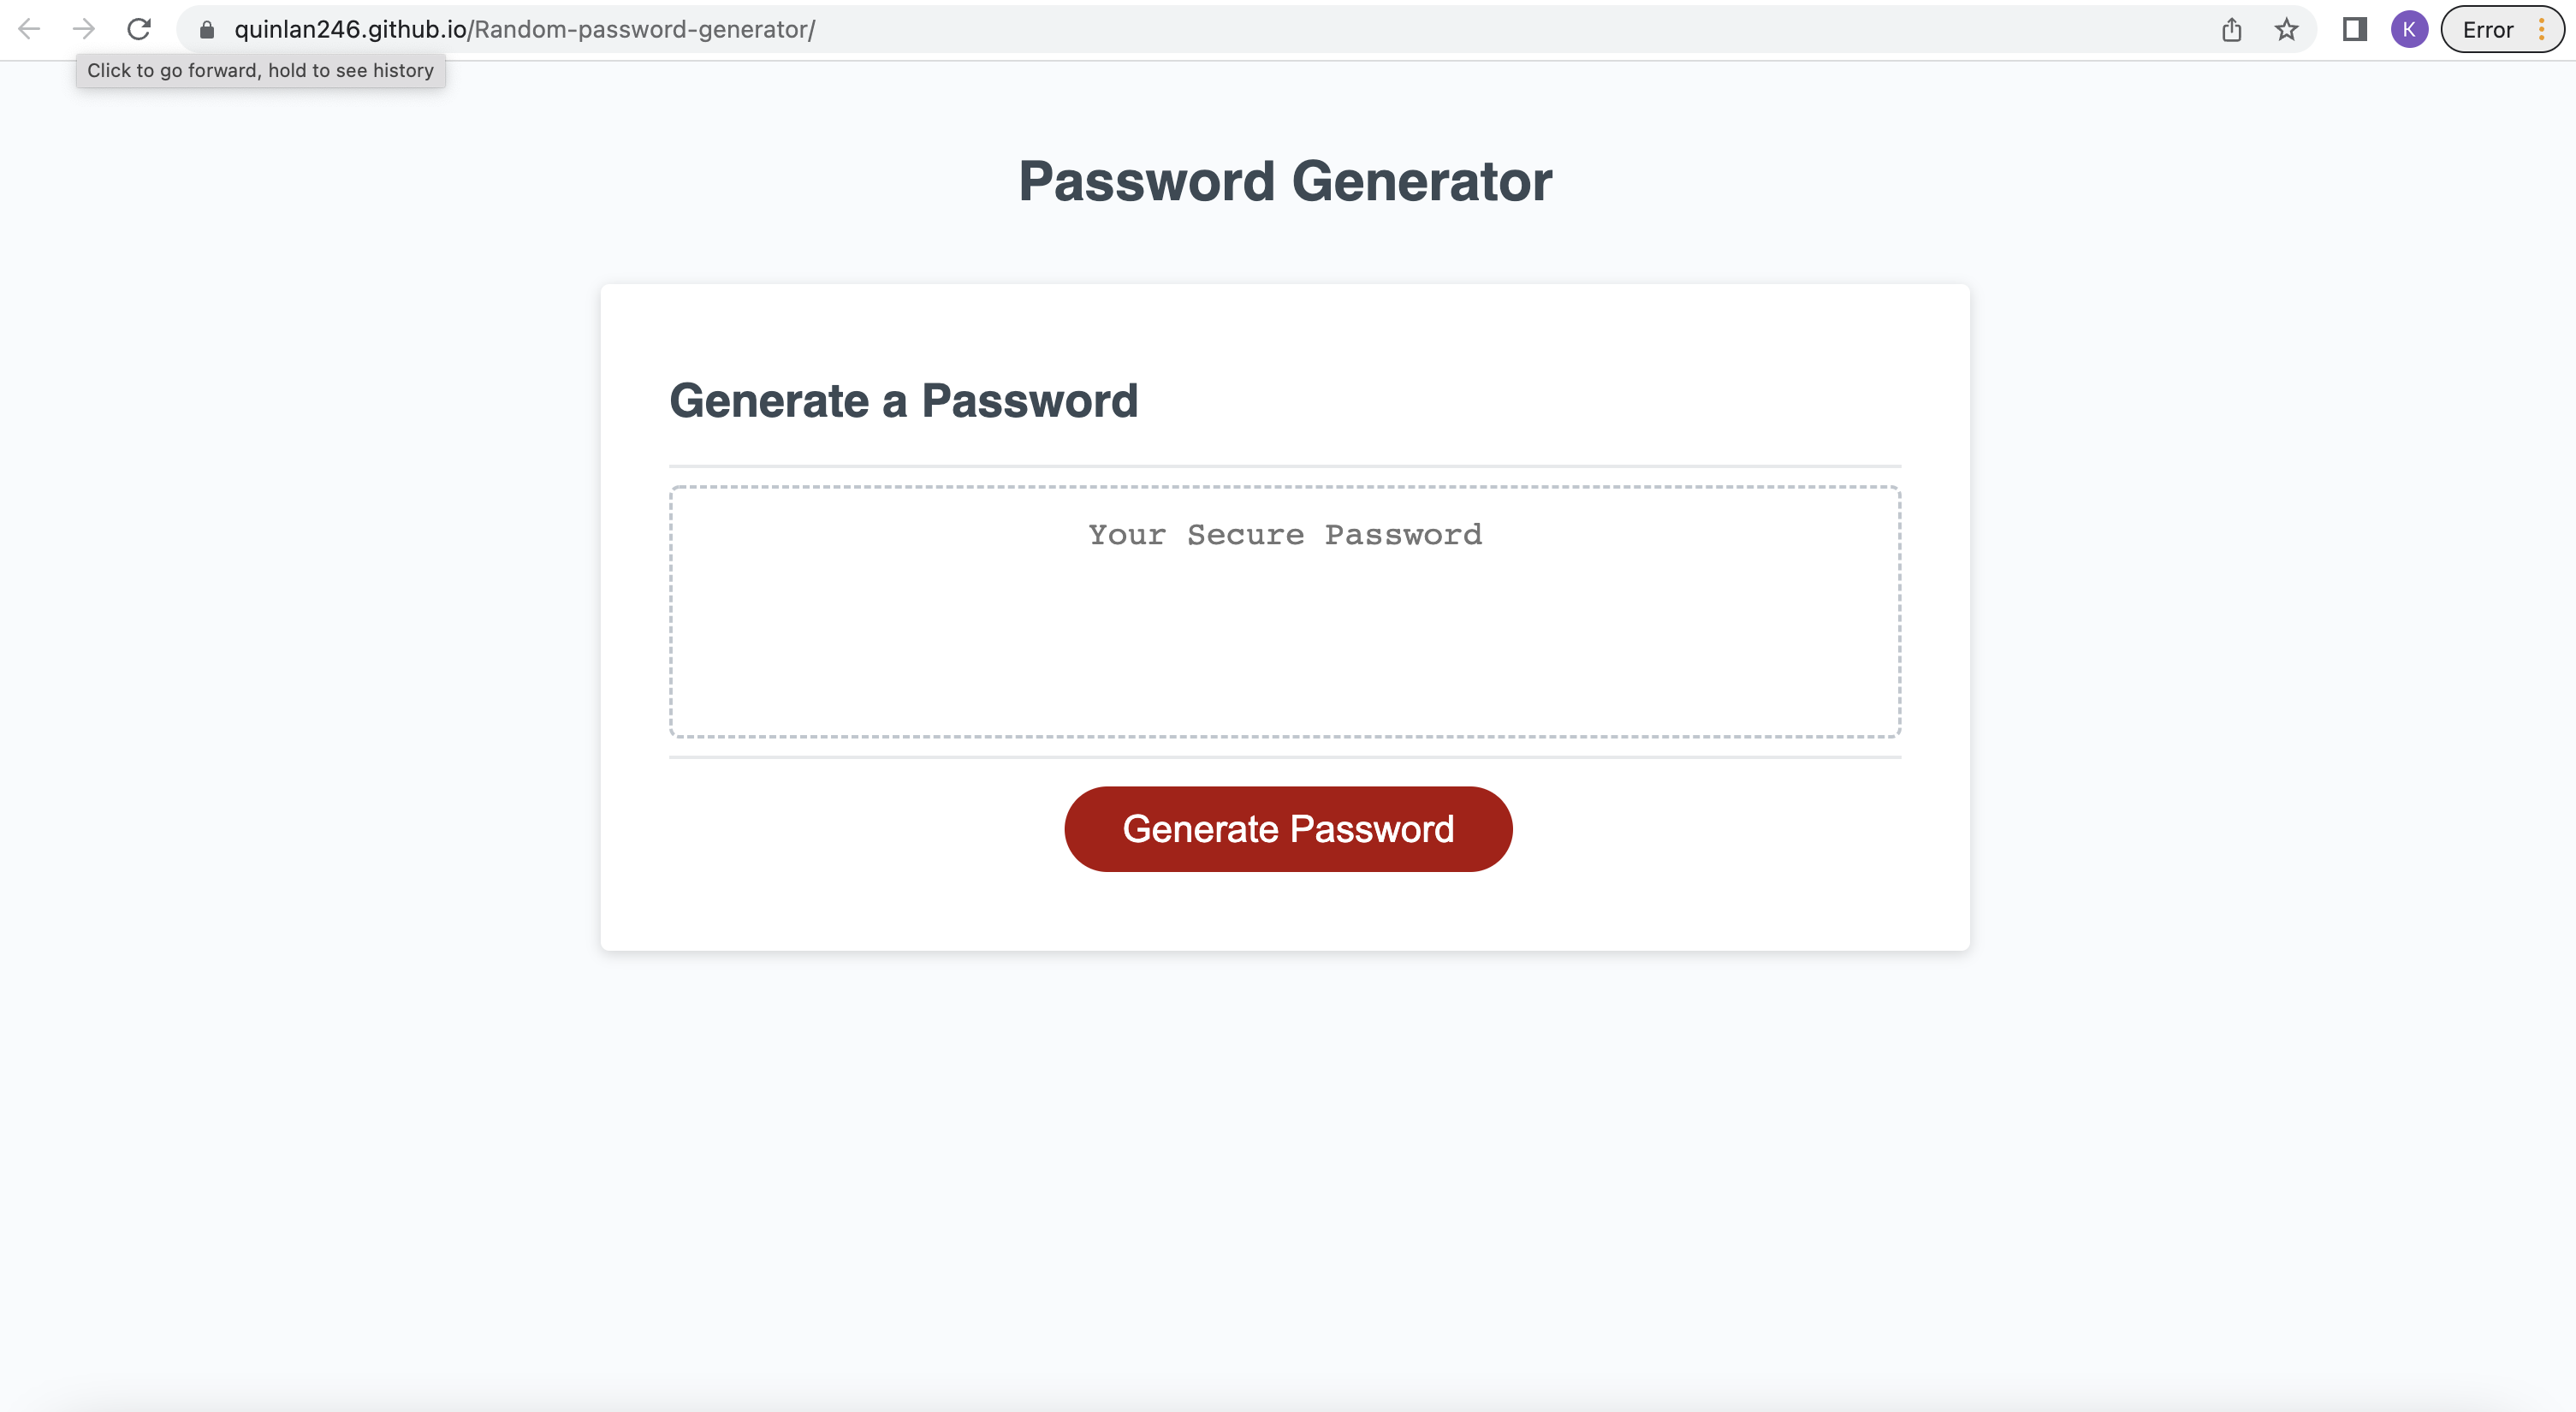 quinlan246.github.io/Random-password-generator/
K
Error
Click to go forward, hold to see history
Password Generator
Generate a Password
Your Secure Password
Generate Password